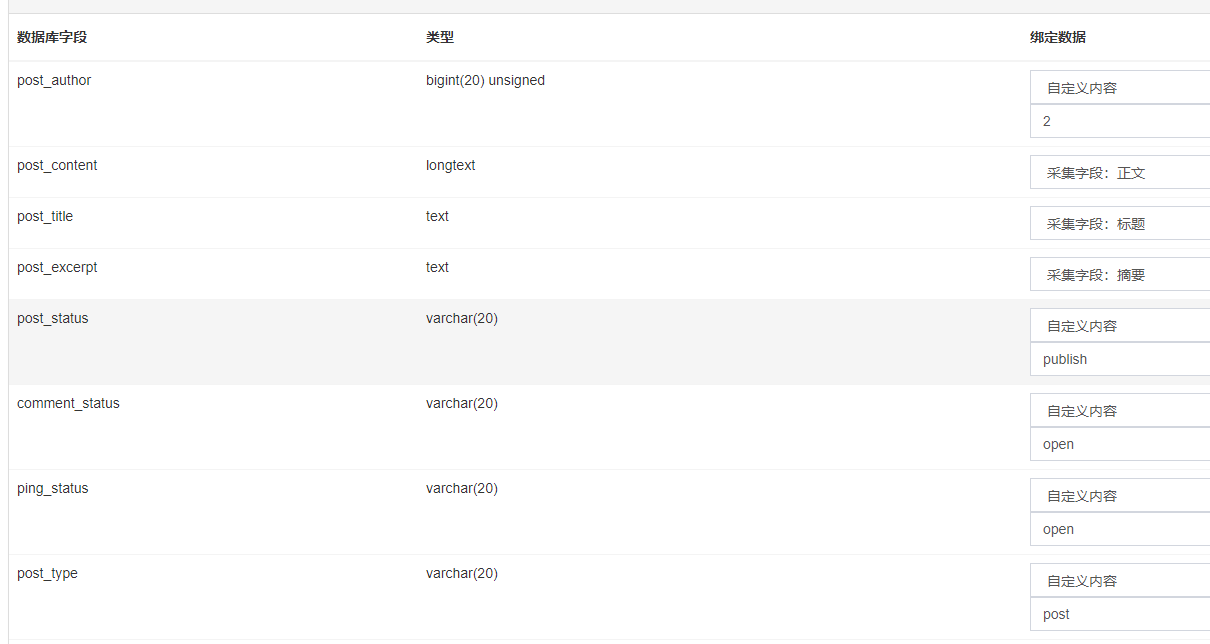 数据库字段 类型 绑定数据
post_author bigint(20) unsigned 自定义内容
2
post_content longtext 采集字段：正文
post_title text 采集字段：标题
post_excerpt text 采集字段：摘要
post_status varchar(20) 自定义内容
publish
comment_status varchar(20) 自定义内容
open
ping_status varchar(20) 自定义内容
open
post_type varchar(20) 自定义内容
post